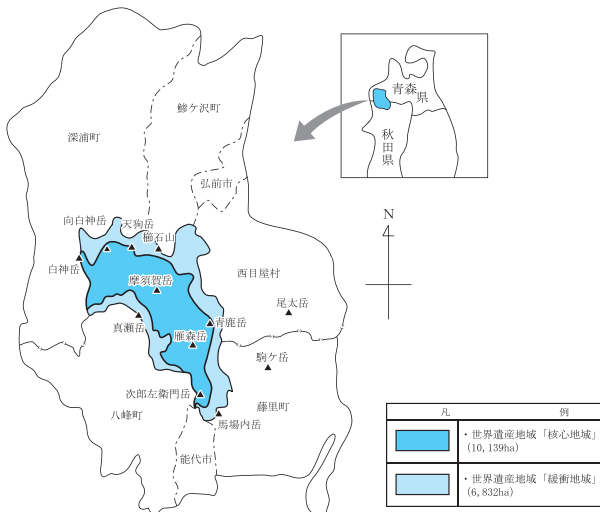 鰺ケ沢町
深浦町
弘前市
青森
県
秋
田
県
N
向白神岳
天狗岳
櫛石山
白神岳
摩須賀岳
西目屋村
尾太岳
真瀬岳
青鹿岳
雁森岳
駒ケ岳
次郎左衛門岳
八峰町
藤里町
馬場内岳
能代市
凡 例
・世界遺産地域「核心地域」
(10,139ha)
・世界遺産地域「緩衝地域」
(6,832ha)